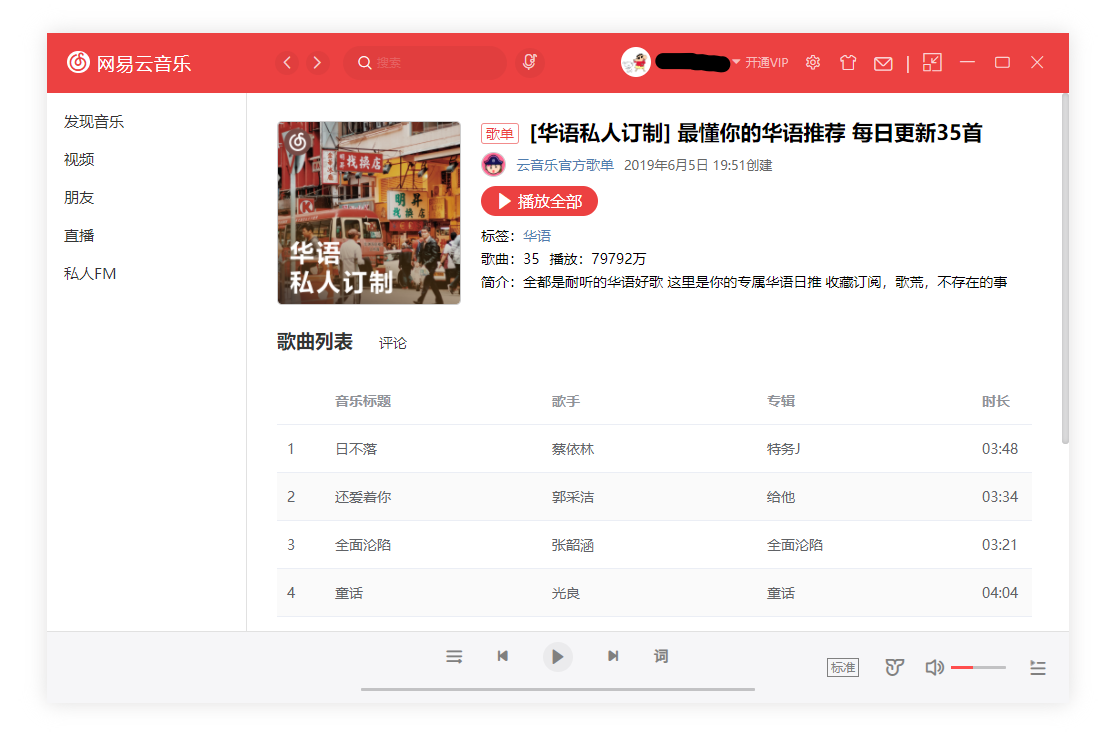 网易云音乐
搜索
开通VIP
发现音乐
视频
朋友
直播
私人FM
找换店
明昇
找换店
华语
私人订制
歌单 [华语私人订制] 最懂你的华语推荐 每日更新35首
云音乐官方歌单 2019年6月5日 19:51创建
播放全部
标签：华语
歌曲：35 播放：79792万
简介：全都是耐听的华语好歌 这里是你的专属华语日推 收藏订阅，歌荒，不存在的事
歌曲列表 评论
音乐标题 歌手 专辑 时长
1 日不落 蔡依林 特务J 03:48
2 还爱着你 郭采洁 给他 03:34
3 全面沦陷 张韶涵 全面沦陷 03:21
4 童话 光良 童话 04:04
词
标准